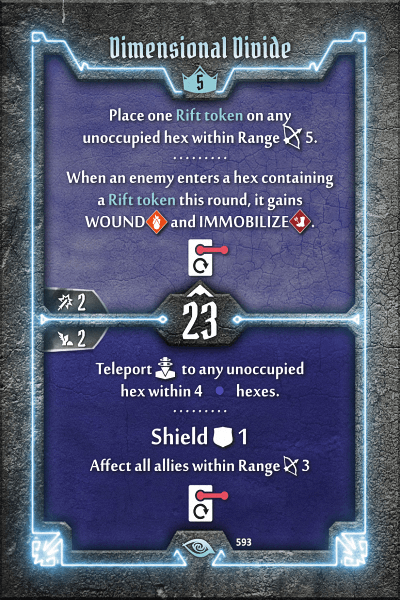 Dimensional Divide
5
Place one Rift token on any
unoccupied hex within Range 5.
When an enemy enters a hex containing
a Rift token this round, it gains
WOUND and IMMOBILIZE.
2
23
2
Teleport to any unoccupied
hex within 4 hexes.
Shield 1
Affect all allies within Range 3
593